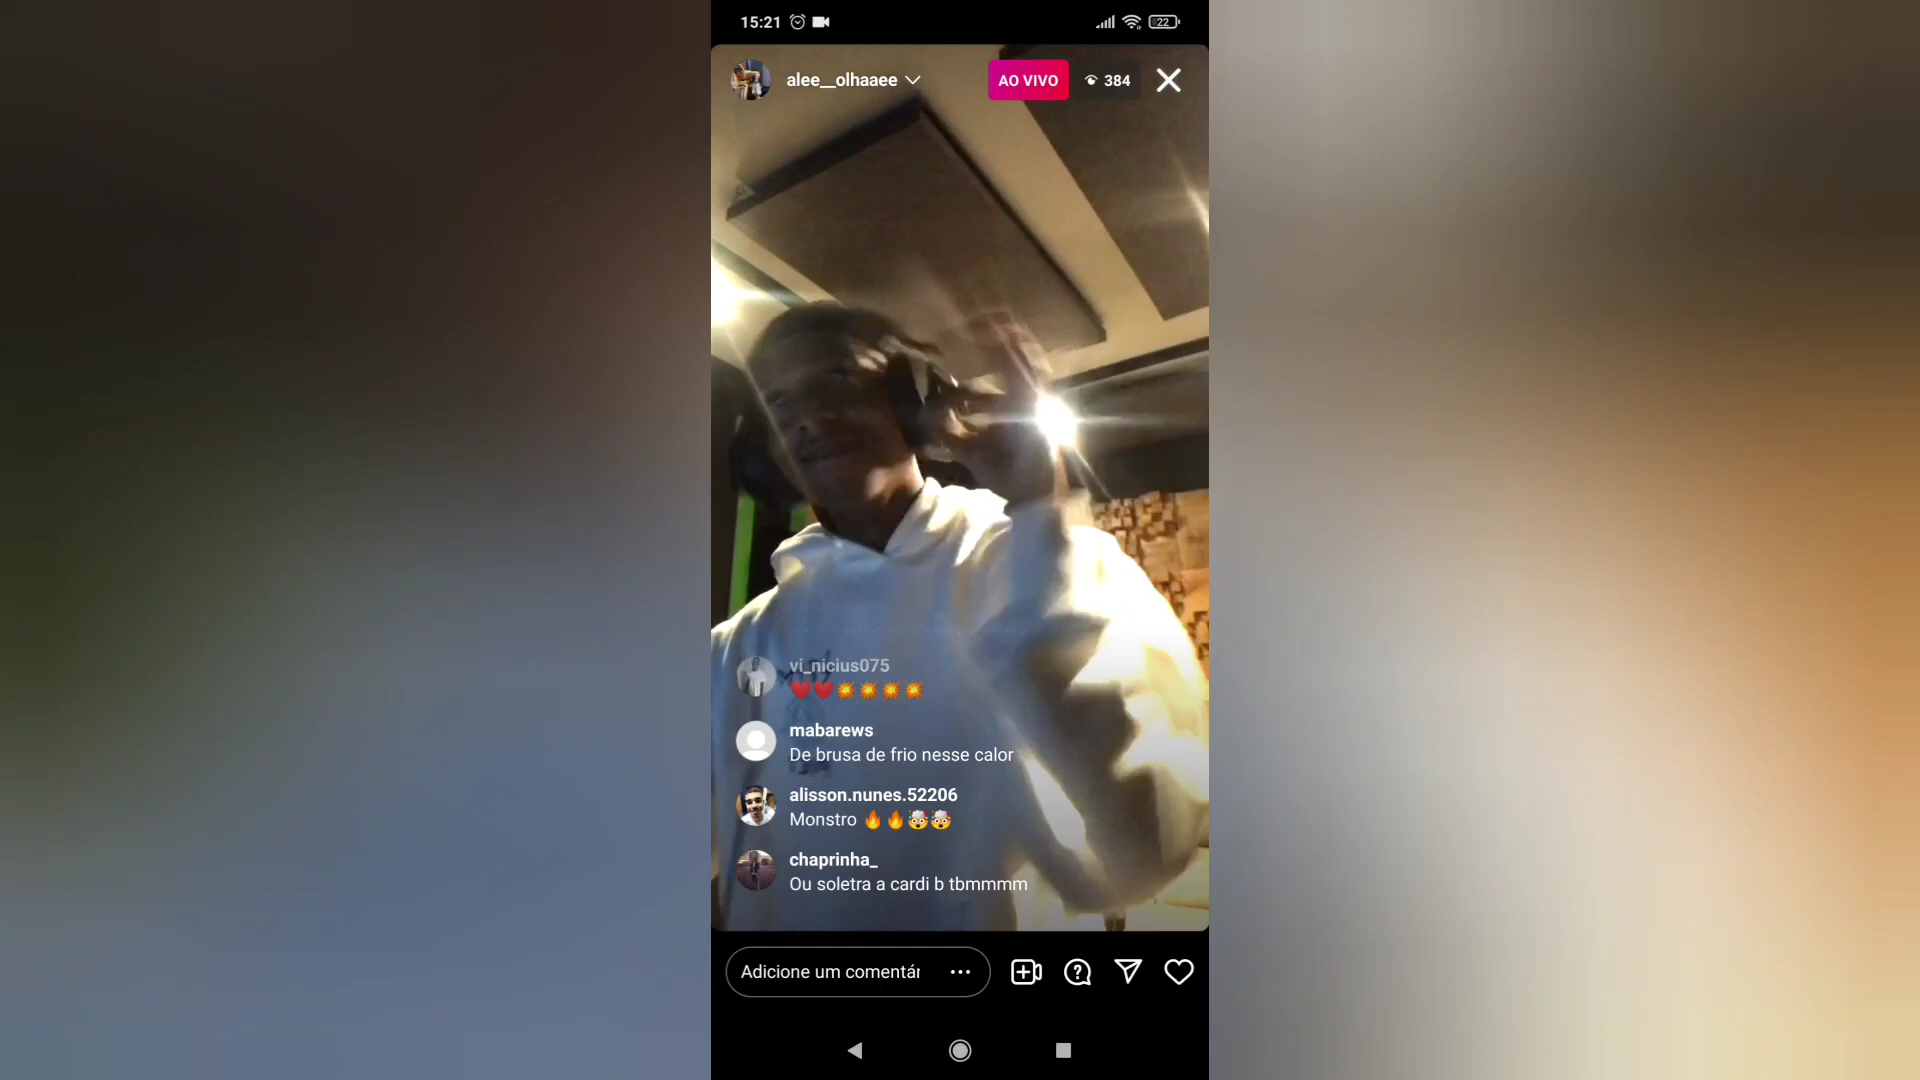 15:21
22
alee__olhaaee
AO VIVO
384
vi_nicius075
❤️❤️💥💥💥💥
mabarews
De brusa de frio nesse calor
alisson.nunes.52206
Monstro 🔥🔥🤯🤯
chaprinha_
Ou soletra a cardi b tbmmmm
Adicione um comentár